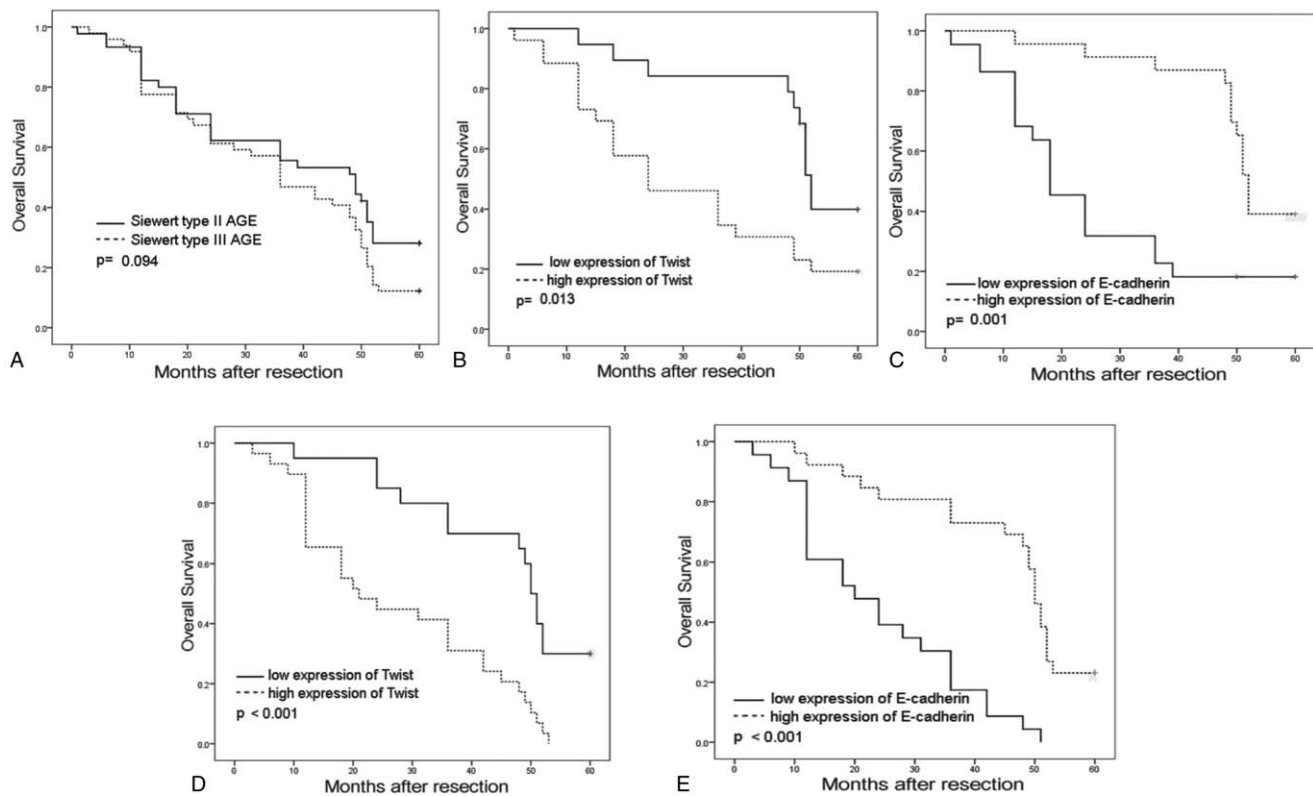 1.0
0.8
0.6
0.4
0.2
0.0
Overall Survival
Siewert type II AGE
Siewert type III AGE
p= 0.094
0 10 20 30 40 50 60
Months after resection
A
1.0
0.8
0.6
0.4
0.2
0.0
Overall Survival
low expression of Twist
high expression of Twist
p= 0.013
0 10 20 30 40 50 60
Months after resection
B
1.0
0.8
0.6
0.4
0.2
0.0
Overall Survival
low expression of E-cadherin
high expression of E-cadherin
p= 0.001
0 10 20 30 40 50 60
Months after resection
C
1.0
0.8
0.6
0.4
0.2
0.0
Overall Survival
low expression of Twist
high expression of Twist
p < 0.001
0 10 20 30 40 50 60
Months after resection
D
1.0
0.8
0.6
0.4
0.2
0.0
Overall Survival
low expression of E-cadherin
high expression of E-cadherin
p < 0.001
0 10 20 30 40 50 60
Months after resection
E